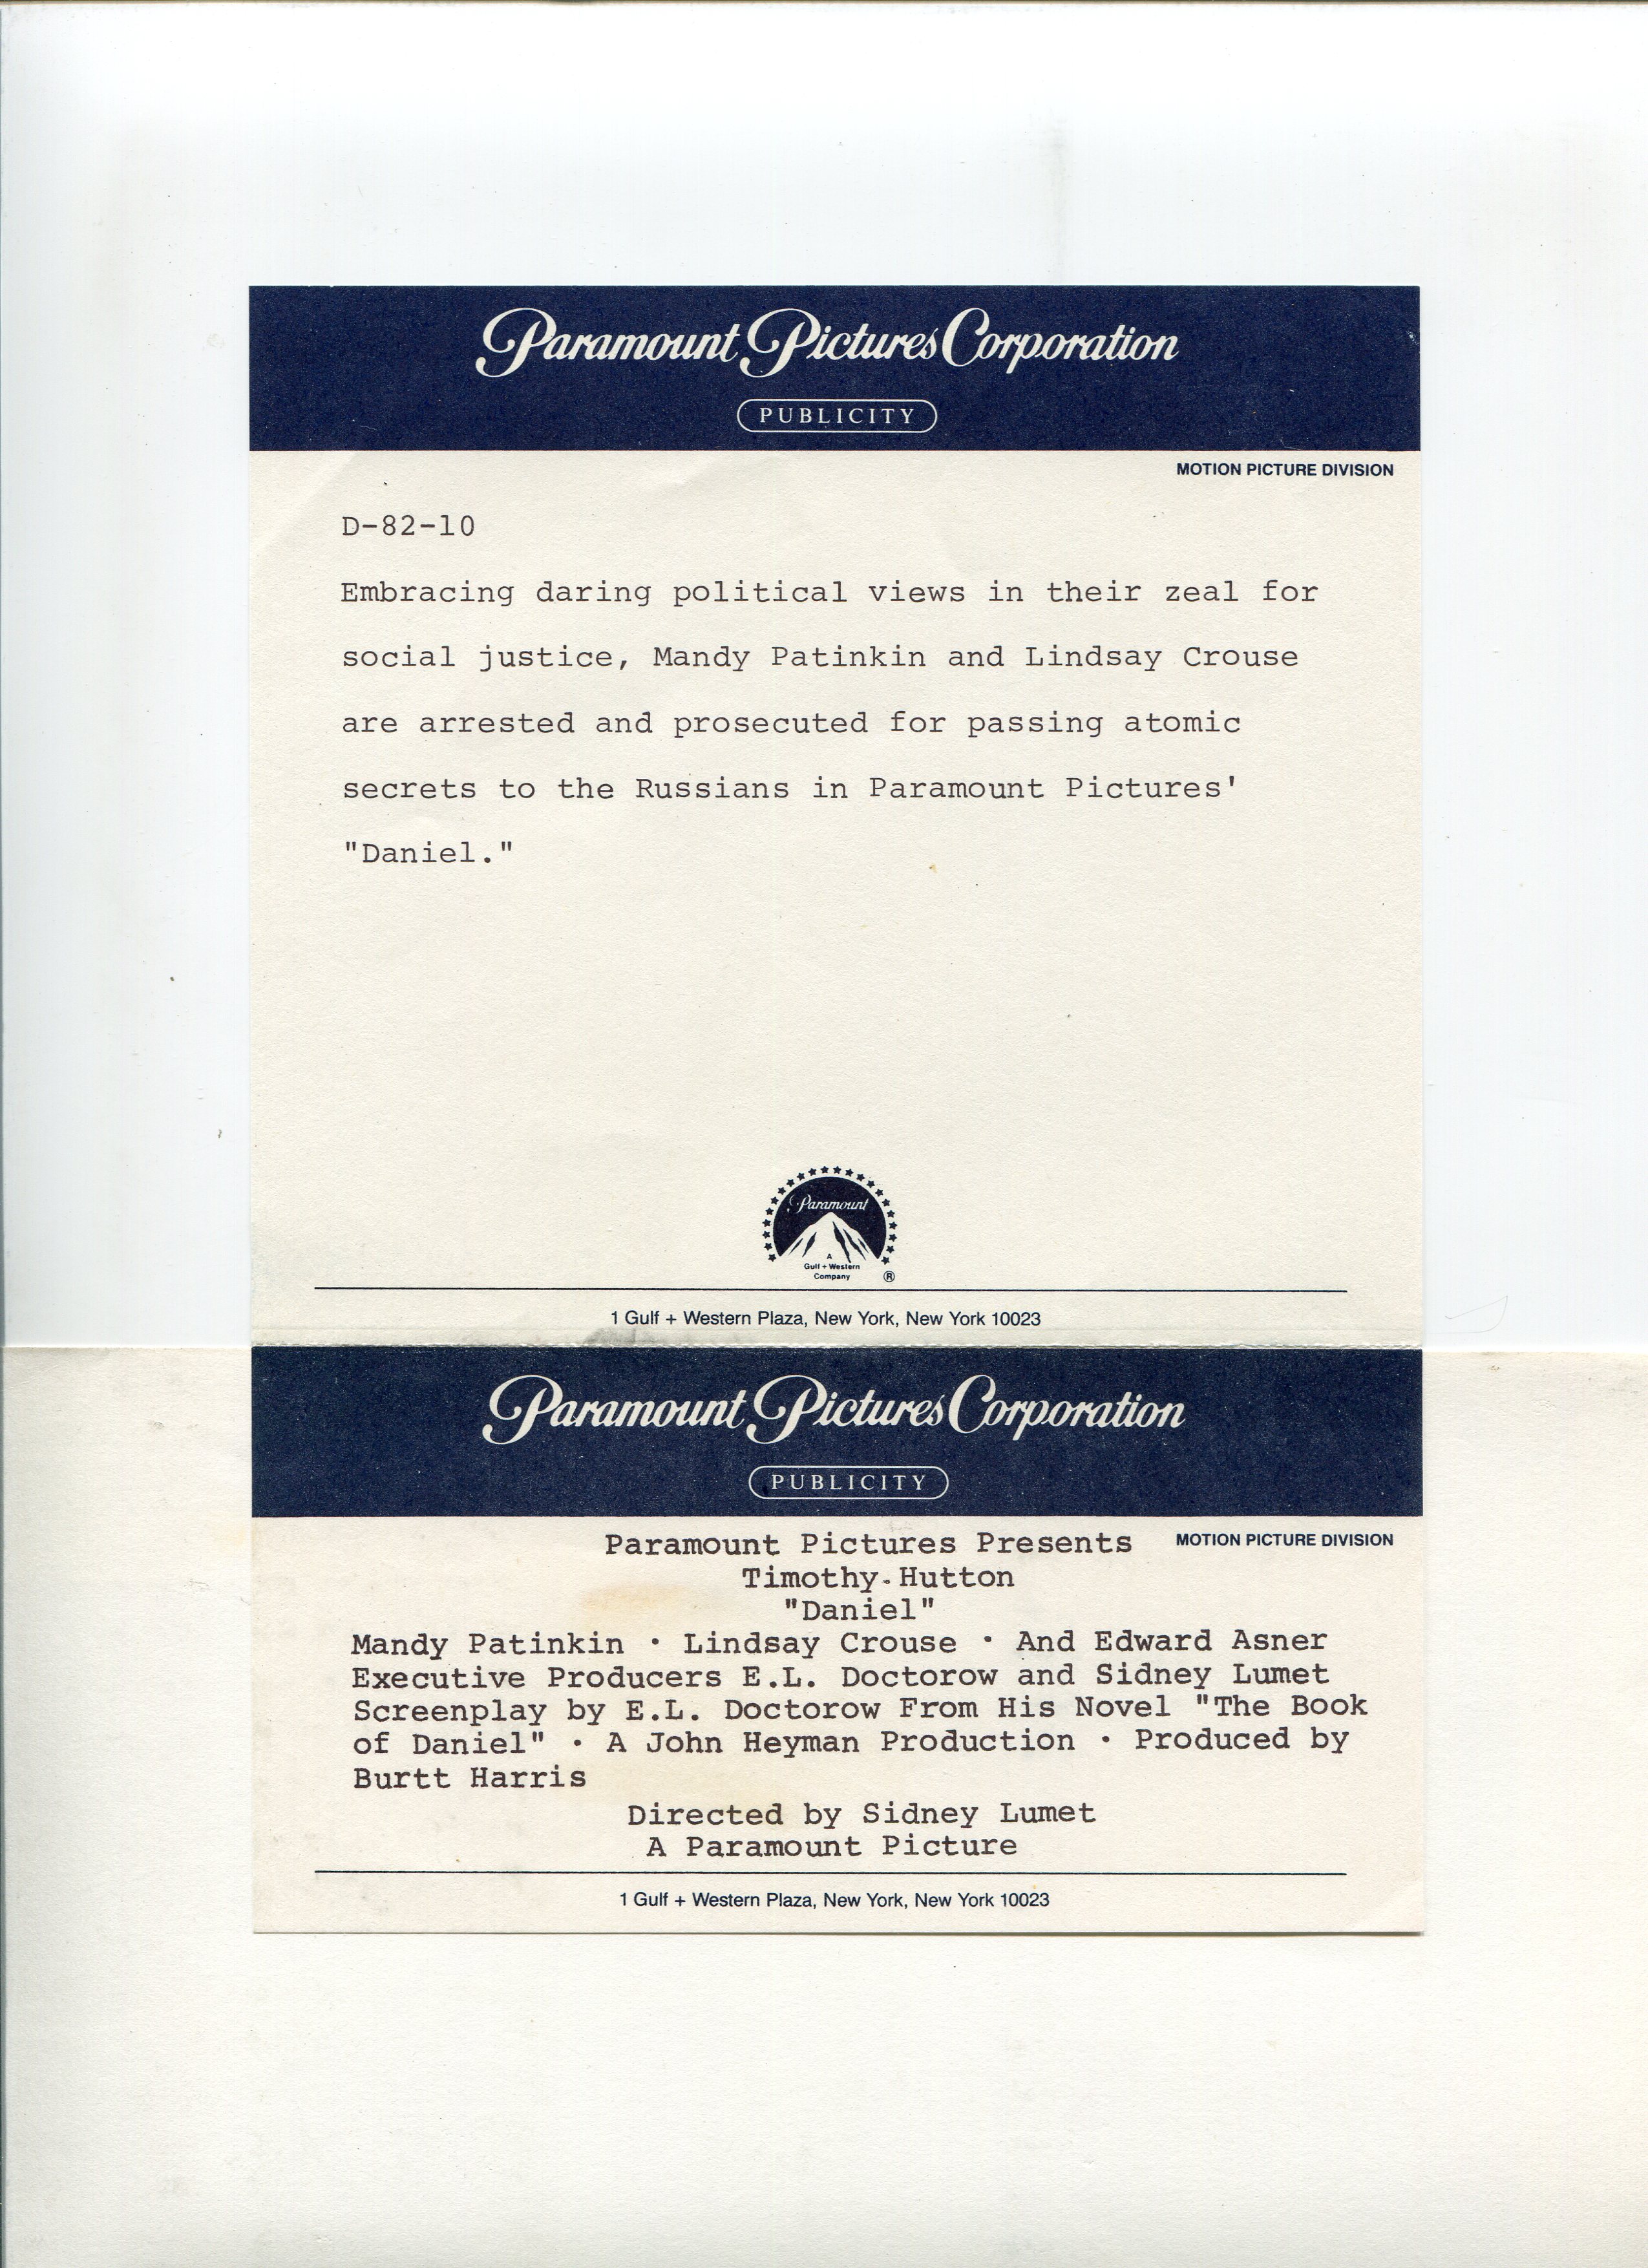 Paramount Pictures Corporation
PUBLICITY
MOTION PICTURE DIVISION
D-82-10
Embracing daring political views in their zeal for
social justice, Mandy Patinkin and Lindsay Crouse
are arrested and prosecuted for passing atomic
secrets to the Russians in Paramount Pictures'
"Daniel."
Paramount
A
Gulf + Western
Company ®
1 Gulf + Western Plaza, New York, New York 10023
Paramount Pictures Corporation
PUBLICITY
MOTION PICTURE DIVISION
Paramount Pictures Presents
Timothy Hutton
"Daniel"
Mandy Patinkin • Lindsay Crouse • And Edward Asner
Executive Producers E.L. Doctorow and Sidney Lumet
Screenplay by E.L. Doctorow From His Novel "The Book
of Daniel" • A John Heyman Production • Produced by
Burtt Harris
Directed by Sidney Lumet
A Paramount Picture
1 Gulf + Western Plaza, New York, New York 10023